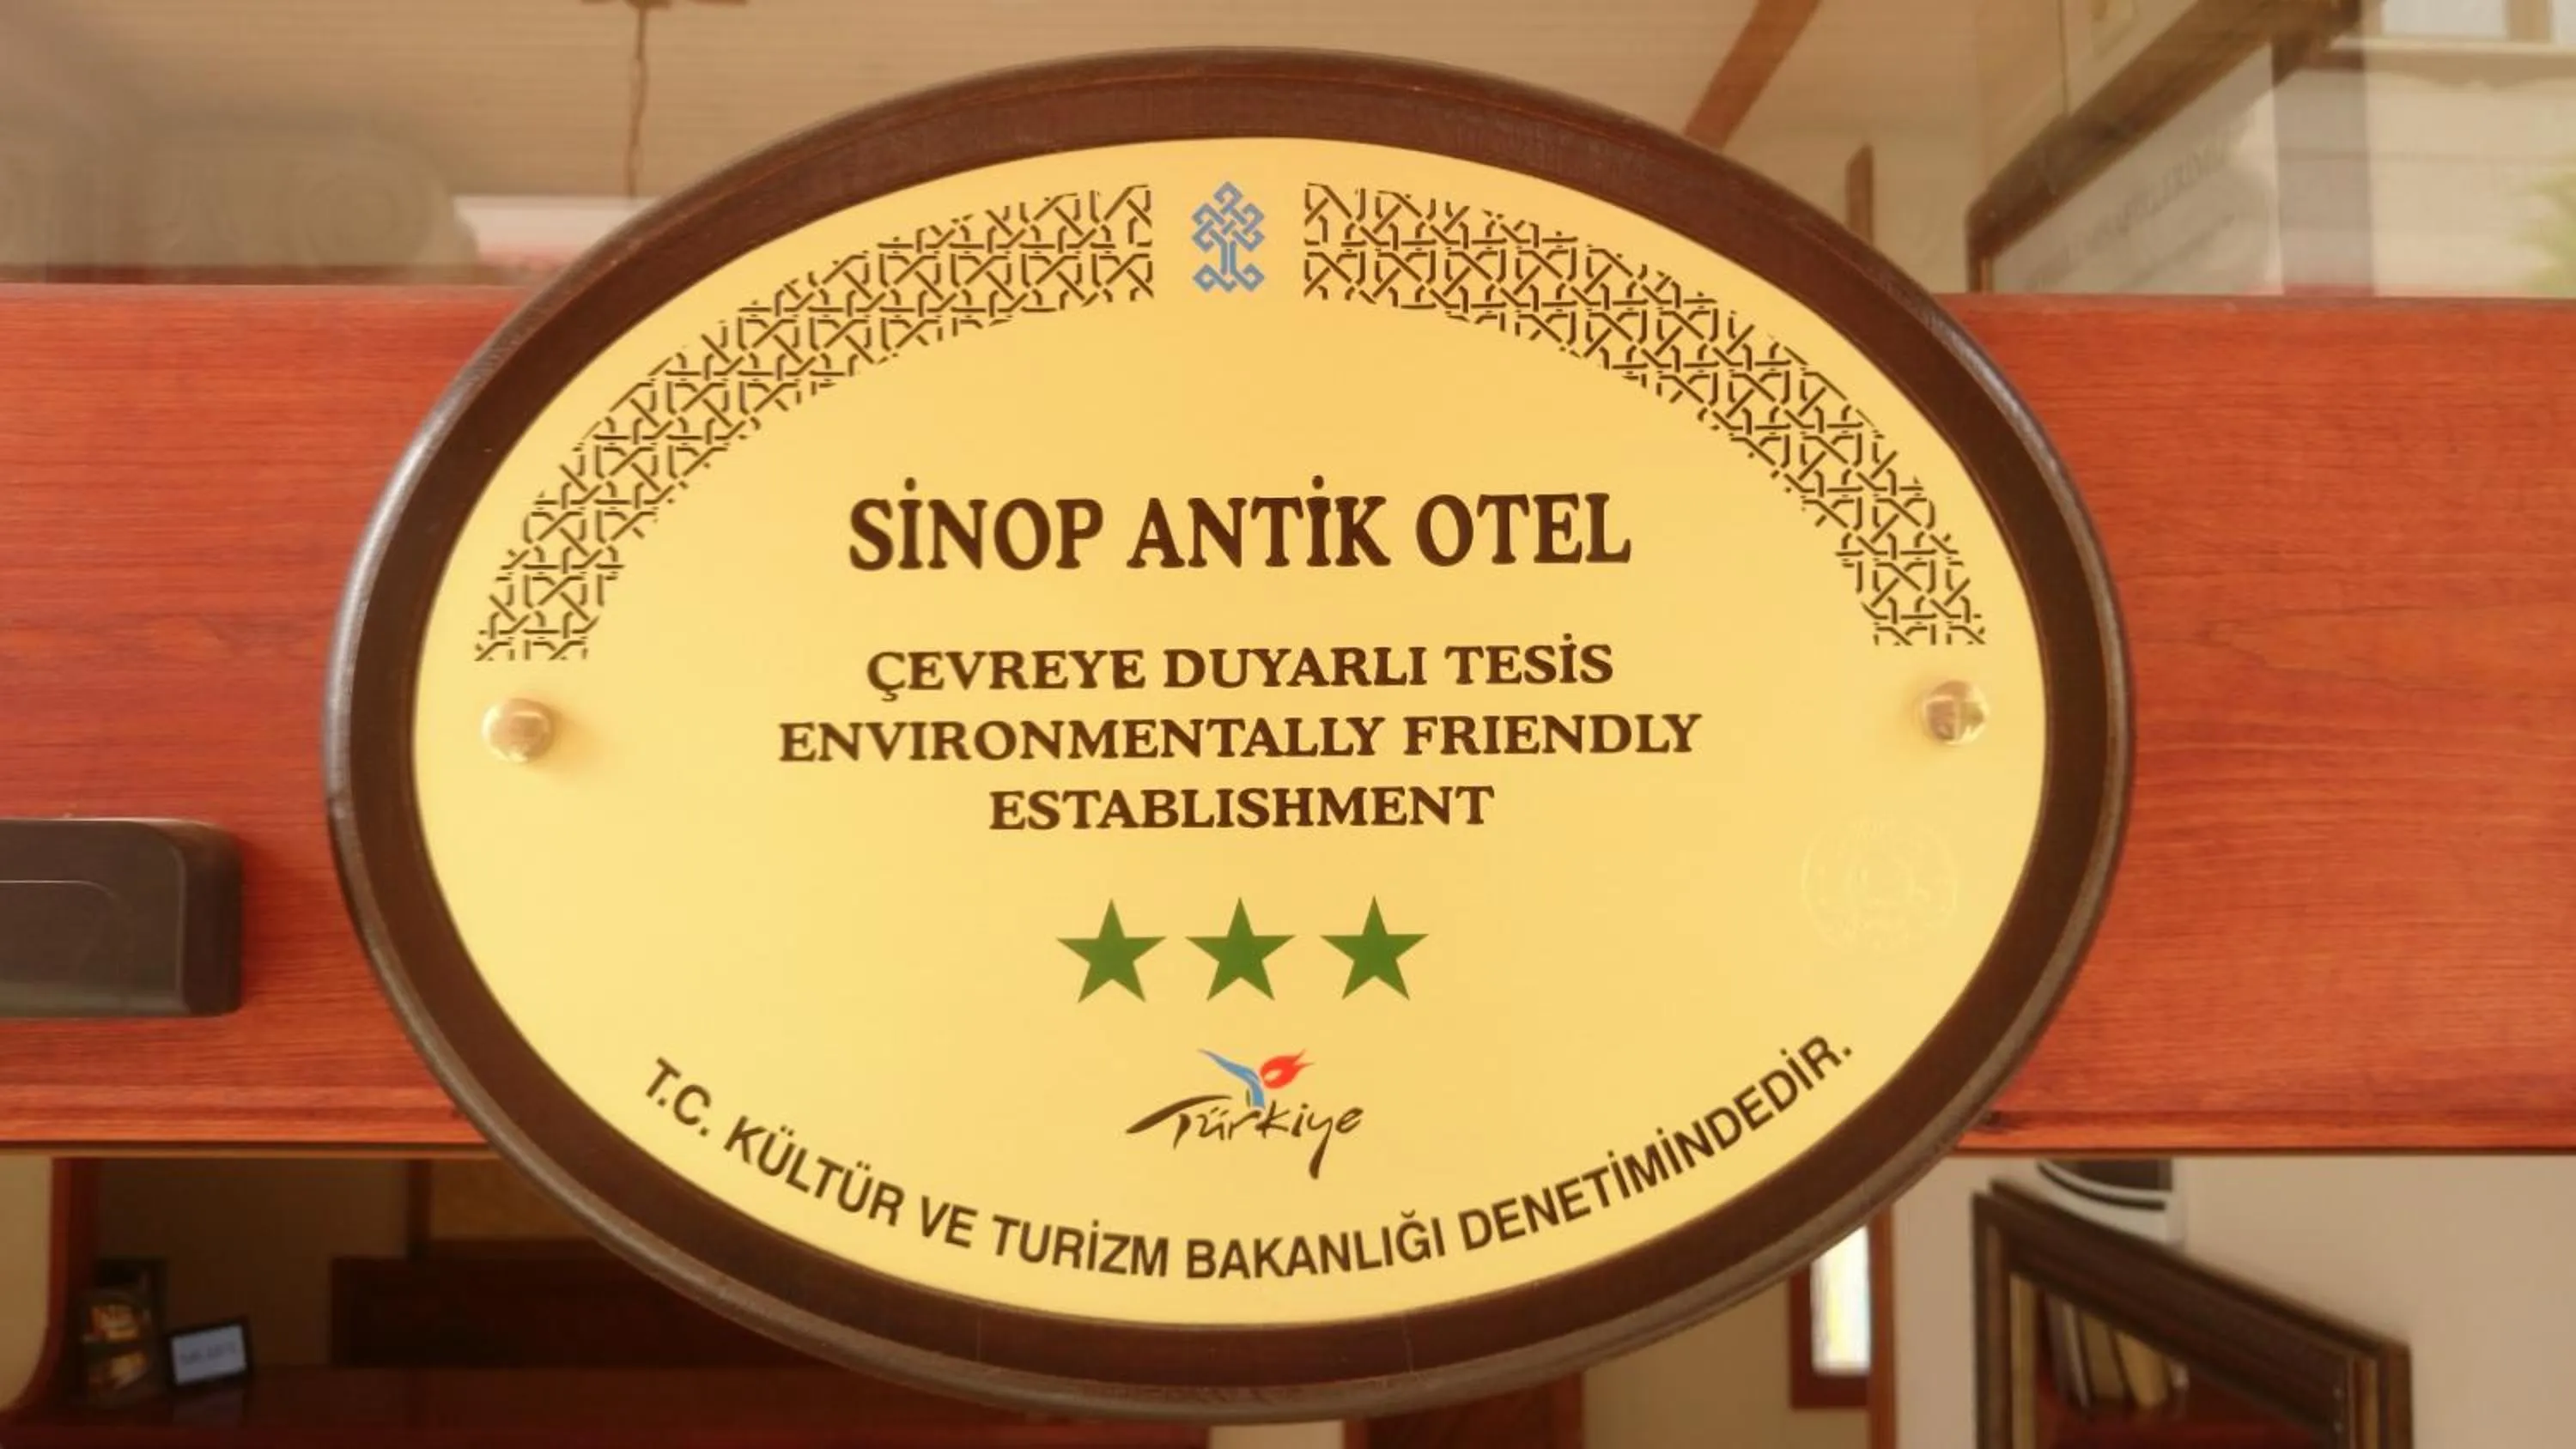 SİNOP ANTİK OTEL
ÇEVREYE DUYARLI TESİS
ENVIRONMENTALLY FRIENDLY
ESTABLISHMENT
Türkiye
T.C. KÜLTÜR VE TURİZM BAKANLIĞI DENETİMİNDEDİR.